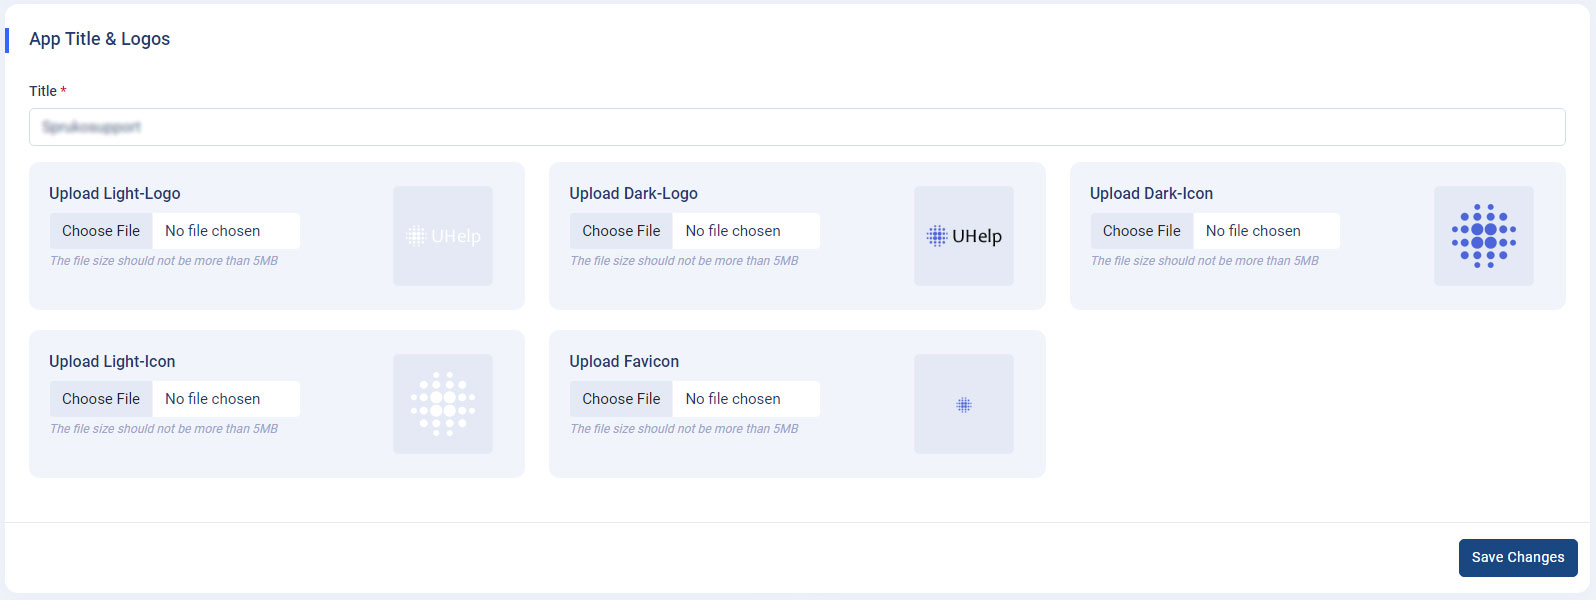 App Title & Logos
Title *
Sprukosupport
Upload Light-Logo
Choose File No file chosen
The file size should not be more than 5MB
UHelp
Upload Dark-Logo
Choose File No file chosen
The file size should not be more than 5MB
UHelp
Upload Dark-Icon
Choose File No file chosen
The file size should not be more than 5MB
Upload Light-Icon
Choose File No file chosen
The file size should not be more than 5MB
Upload Favicon
Choose File No file chosen
The file size should not be more than 5MB
Save Changes